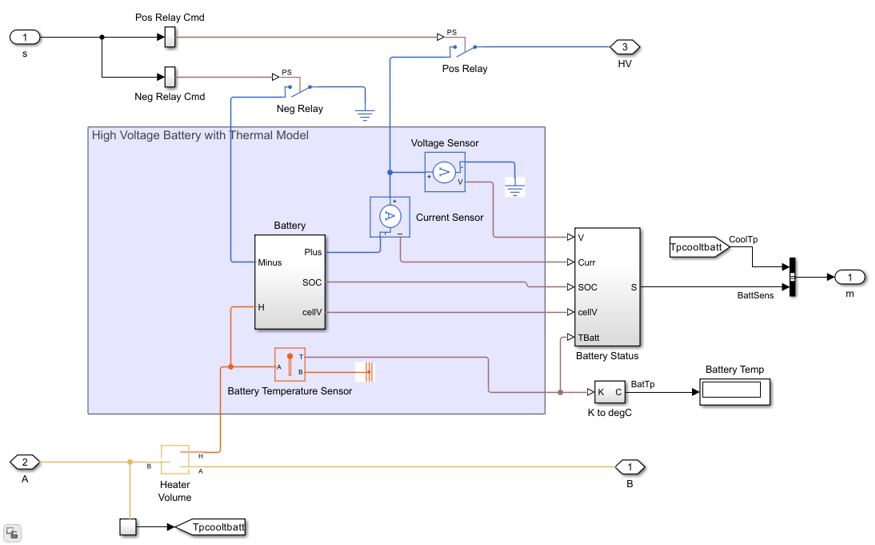 Pos Relay Cmd
1
s
PS
Pos Relay
3
HV
Neg Relay Cmd
PS
Neg Relay
High Voltage Battery with Thermal Model
Voltage Sensor
V
+
-
V
+
A
-
Current Sensor
Battery
Minus
Plus
SOC
H
cellV
V
Curr
SOC
S
cellV
TBatt
Battery Status
Tpcooltbatt
CoolTp
BattSens
1
m
A
T
B
Battery Temperature Sensor
K
C
K to degC
BatTp
Battery Temp
2
A
B
H
A
Heater
Volume
1
B
Tpcooltbatt